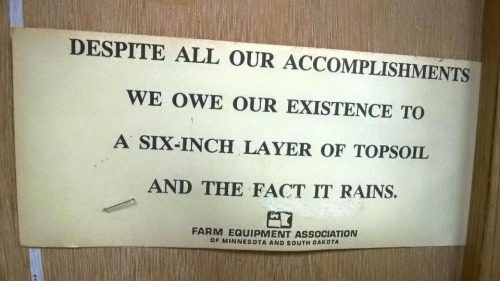 DESPITE ALL OUR ACCOMPLISHMENTS
WE OWE OUR EXISTENCE TO
A SIX-INCH LAYER OF TOPSOIL
AND THE FACT IT RAINS.
FARM EQUIPMENT ASSOCIATION
OF MINNESOTA AND SOUTH DAKOTA